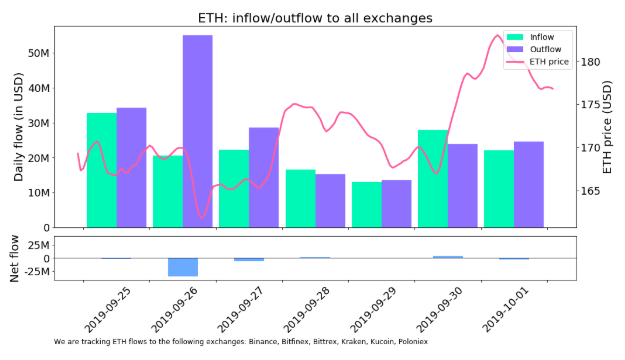 ETH: inflow/outflow to all exchanges
Inflow
Outflow
ETH price
Daily flow (in USD)
50M
40M
30M
20M
10M
0
ETH price (USD)
180
175
170
165
Net flow
25M
0
-25M
2019-09-25
2019-09-26
2019-09-27
2019-09-28
2019-09-29
2019-09-30
2019-10-01
We are tracking ETH flows to the following exchanges: Binance, Bitfinex, Bittrex, Kraken, Kucoin, Poloniex